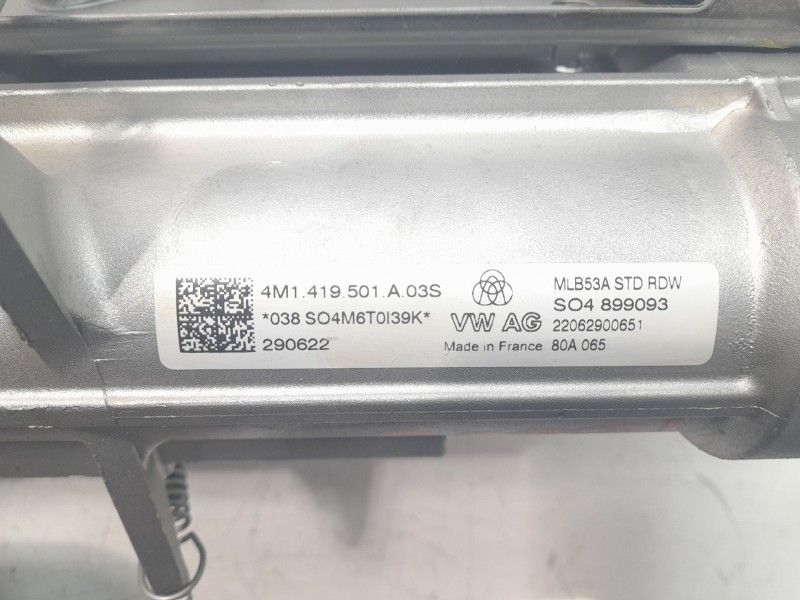 4M1.419.501.A.03S
*038 SO4M6T0I39K*
290622
VW AG
Made in France
MLB53A STD RDW
SO4 899093
22062900651
80A 065